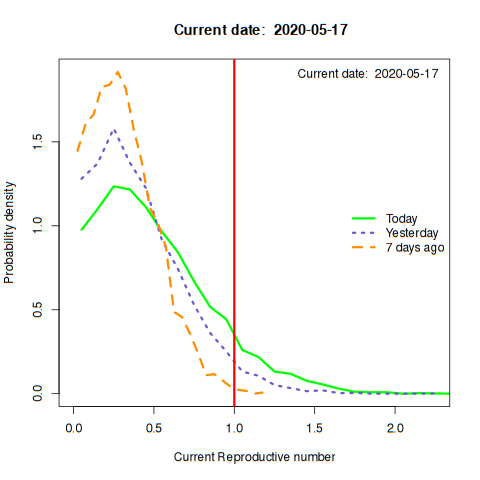 Current date:  2020-05-17
Current date:  2020-05-17
Probability density
1.5
1.0
0.5
0.0
Today
Yesterday
7 days ago
0.0 0.5 1.0 1.5 2.0
Current Reproductive number